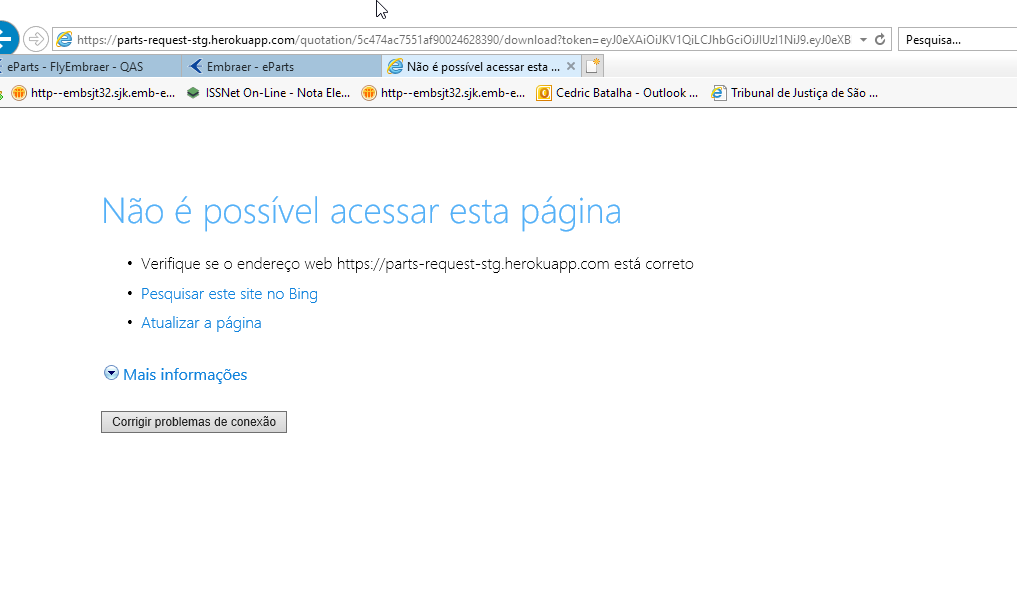 https://parts-request-stg.herokuapp.com/quotation/5c474ac7551af90024628390/download?token=eyJ0eXAiOiJKV1QiLCJhbGciOiJIUzI1NiJ9.eyJ0eXB
Pesquisa...
eParts - FlyEmbraer - QAS
Embraer - eParts
Não é possível acessar esta ...
http--embsjt32.sjk.emb-e...
ISSNet On-Line - Nota Ele...
http--embsjt32.sjk.emb-e...
Cedric Batalha - Outlook ...
Tribunal de Justiça de São ...
Não é possível acessar esta página
• Verifique se o endereço web https://parts-request-stg.herokuapp.com está correto
• Pesquisar este site no Bing
• Atualizar a página
Mais informações
Corrigir problemas de conexão